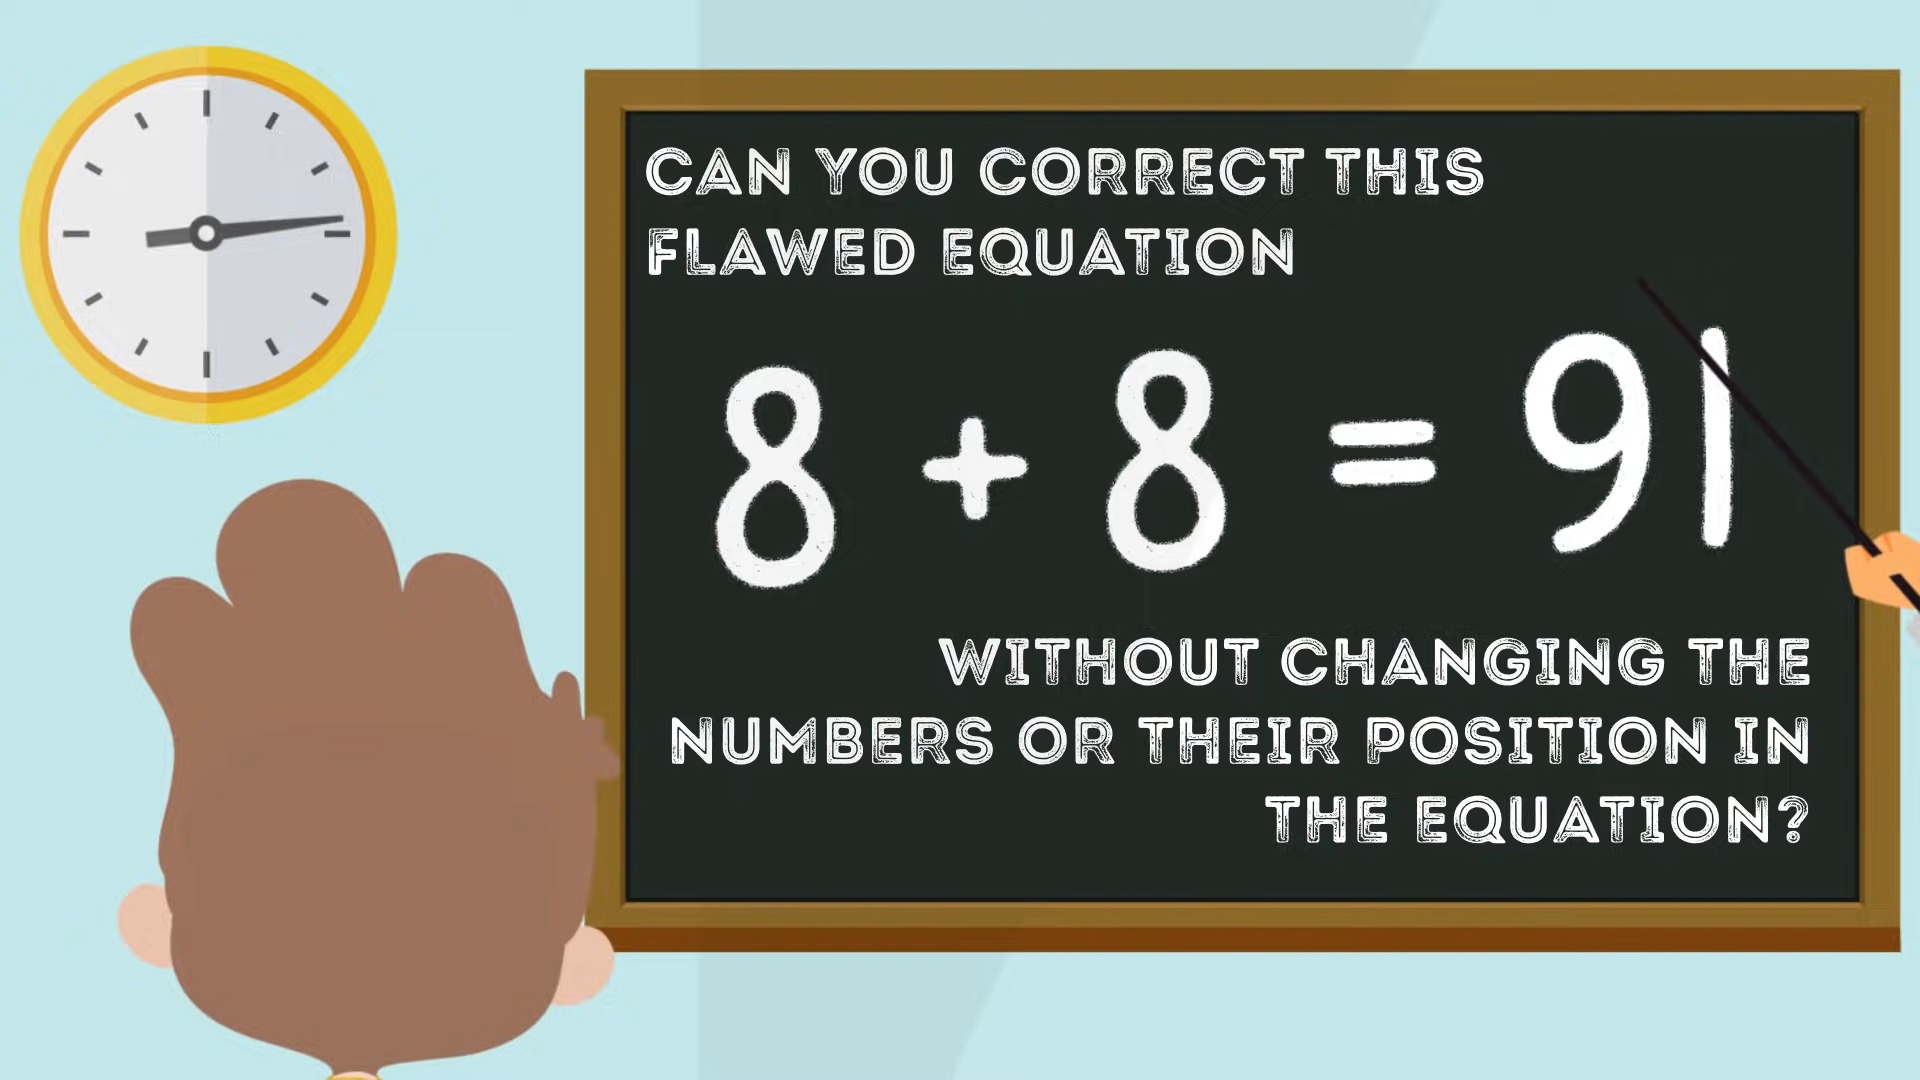 CAN YOU CORRECT THIS
FLAWED EQUATION
8 + 8 = 91
WITHOUT CHANGING THE
NUMBERS OR THEIR POSITION IN
THE EQUATION?